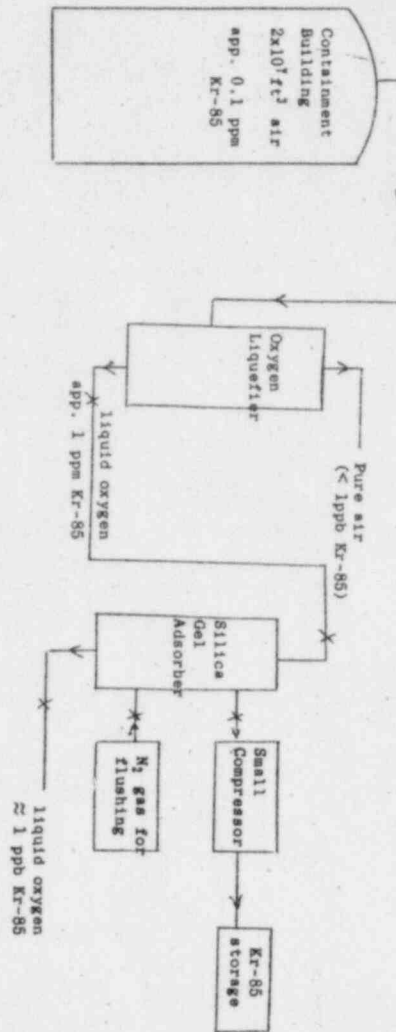 Containment
Building
2x10⁷ ft³ air
app. 0.1 ppm
Kr-85
Oxygen
Liquefier
Pure air
(< 1ppb Kr-85)
liquid oxygen
app. 1 ppm Kr-85
Silica
Gel
Adsorber
Small
Compressor
Kr-85
storage
N₂ gas for
flushing
liquid oxygen
≈ 1 ppb Kr-85